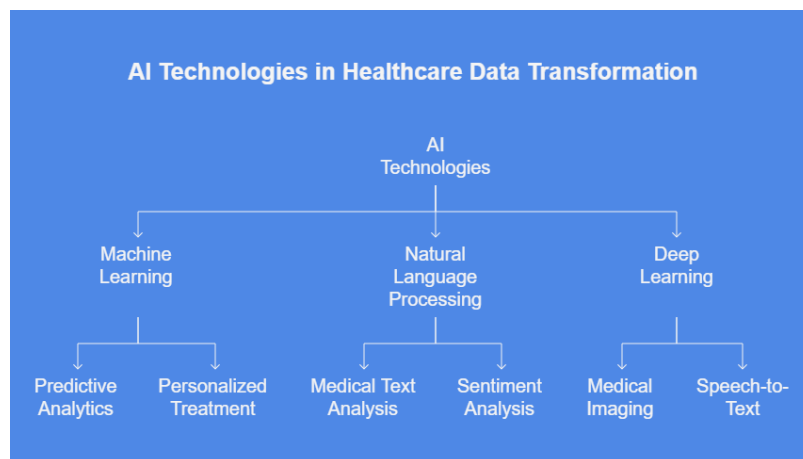 AI Technologies in Healthcare Data Transformation
AI
Technologies
Machine
Learning
Natural
Language
Processing
Deep
Learning
Predictive
Analytics
Personalized
Treatment
Medical Text
Analysis
Sentiment
Analysis
Medical
Imaging
Speech-to-
Text